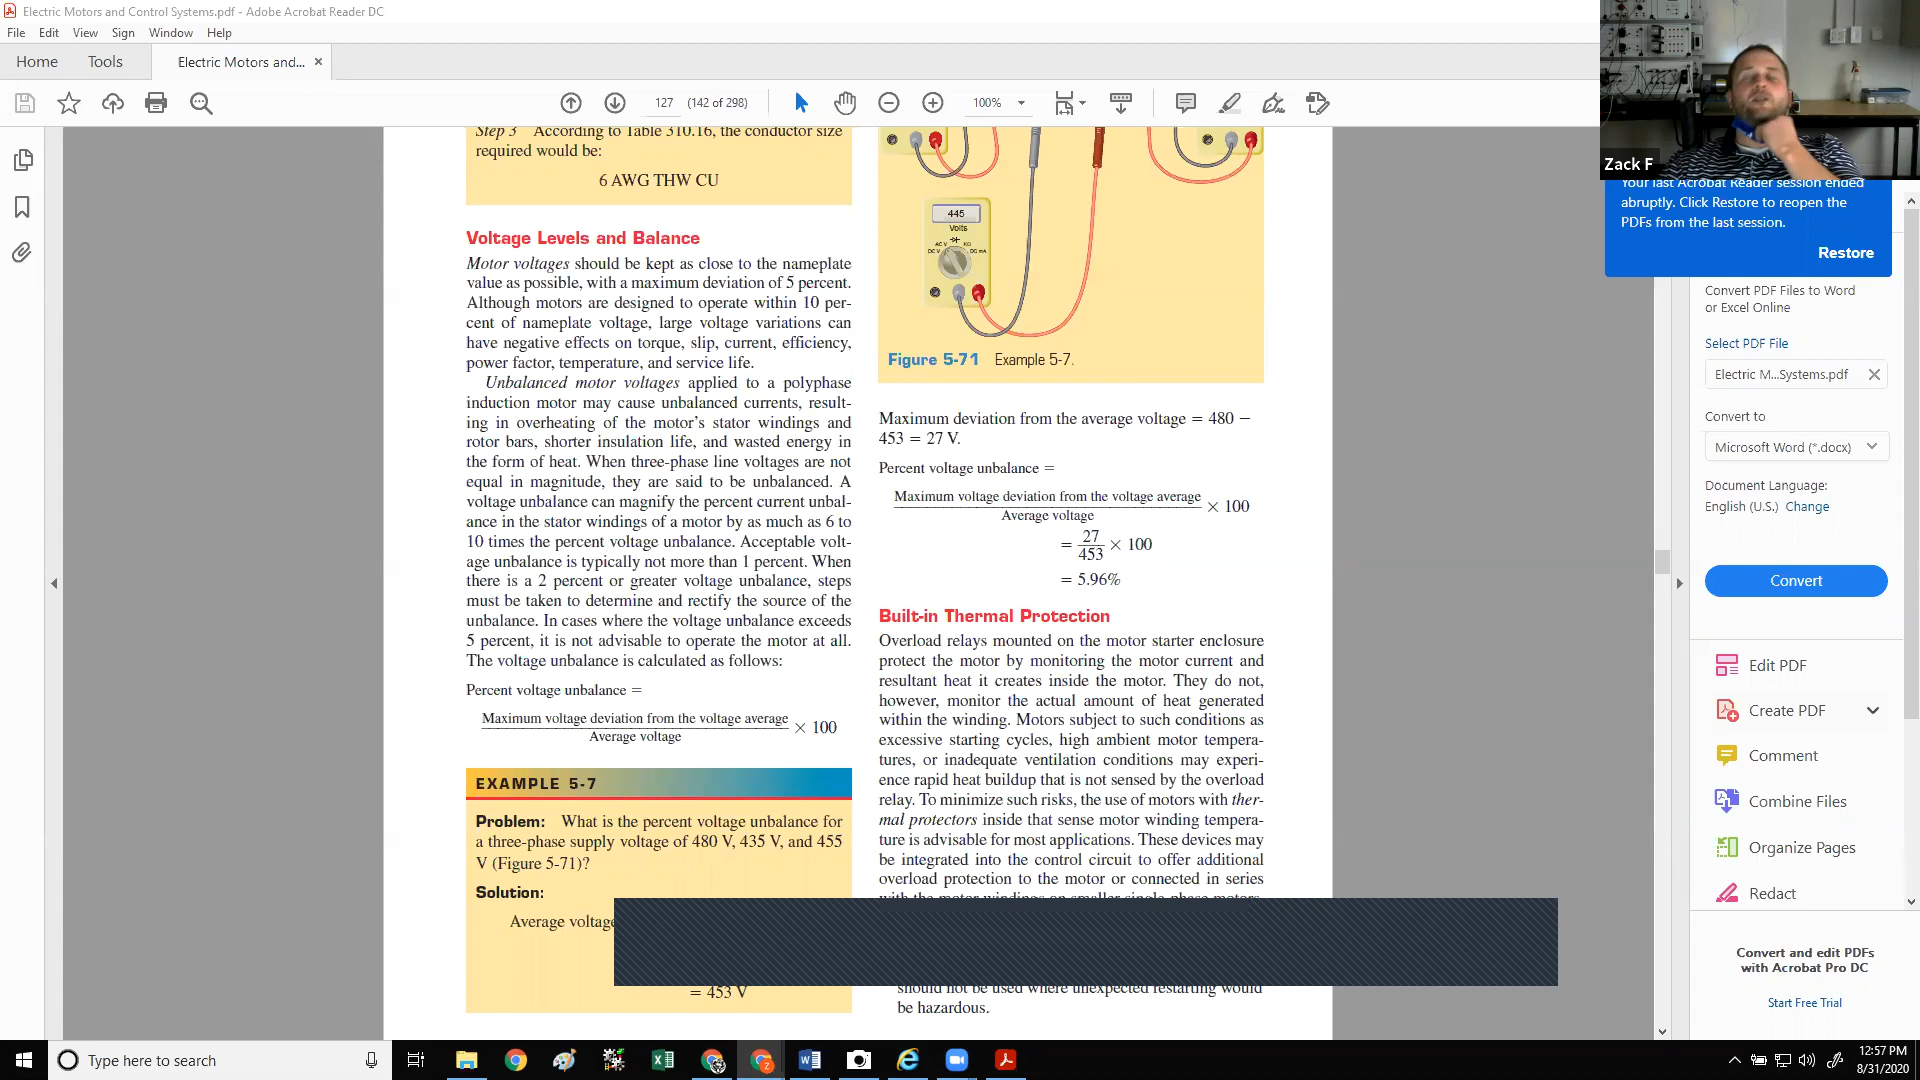 Electric Motors and Control Systems.pdf - Adobe Acrobat Reader DC
File Edit View Sign Window Help
Home Tools Electric Motors and... ×
127 (142 of 298) 100%
Step 3 According to Table 310.16, the conductor size
required would be:
6 AWG THW CU
Voltage Levels and Balance
Motor voltages should be kept as close to the nameplate
value as possible, with a maximum deviation of 5 percent.
Although motors are designed to operate within 10 per-
cent of nameplate voltage, large voltage variations can
have negative effects on torque, slip, current, efficiency,
power factor, temperature, and service life.
Unbalanced motor voltages applied to a polyphase
induction motor may cause unbalanced currents, result-
ing in overheating of the motor's stator windings and
rotor bars, shorter insulation life, and wasted energy in
the form of heat. When three-phase line voltages are not
equal in magnitude, they are said to be unbalanced. A
voltage unbalance can magnify the percent current unbal-
ance in the stator windings of a motor by as much as 6 to
10 times the percent voltage unbalance. Acceptable volt-
age unbalance is typically not more than 1 percent. When
there is a 2 percent or greater voltage unbalance, steps
must be taken to determine and rectify the source of the
unbalance. In cases where the voltage unbalance exceeds
5 percent, it is not advisable to operate the motor at all.
The voltage unbalance is calculated as follows:
Percent voltage unbalance =
Maximum voltage deviation from the voltage average
Average voltage
× 100
EXAMPLE 5-7
Problem: What is the percent voltage unbalance for
a three-phase supply voltage of 480 V, 435 V, and 455
V (Figure 5-71)?
Solution:
Average voltage
= 453 V
445
Volts
AC V
KΩ
DC V
DC mA
Figure 5-71 Example 5-7.
Maximum deviation from the average voltage = 480 −
453 = 27 V.
Percent voltage unbalance =
Maximum voltage deviation from the voltage average
Average voltage
× 100
= 27/453 × 100
= 5.96%
Built-in Thermal Protection
Overload relays mounted on the motor starter enclosure
protect the motor by monitoring the motor current and
resultant heat it creates inside the motor. They do not,
however, monitor the actual amount of heat generated
within the winding. Motors subject to such conditions as
excessive starting cycles, high ambient motor tempera-
tures, or inadequate ventilation conditions may experi-
ence rapid heat buildup that is not sensed by the overload
relay. To minimize such risks, the use of motors with ther-
mal protectors inside that sense motor winding tempera-
ture is advisable for most applications. These devices may
be integrated into the control circuit to offer additional
overload protection to the motor or connected in series
with the motor windings on smaller single-phase motors.
should not be used where unexpected restarting would
be hazardous.
Zack F
Your last Acrobat Reader session ended
abruptly. Click Restore to reopen the
PDFs from the last session.
Restore
Convert PDF Files to Word
or Excel Online
Select PDF File
Electric M...Systems.pdf ×
Convert to
Microsoft Word (*.docx)
Document Language:
English (U.S.) Change
Convert
Edit PDF
Create PDF
Comment
Combine Files
Organize Pages
Redact
Convert and edit PDFs
with Acrobat Pro DC
Start Free Trial
Type here to search
12:57 PM
8/31/2020